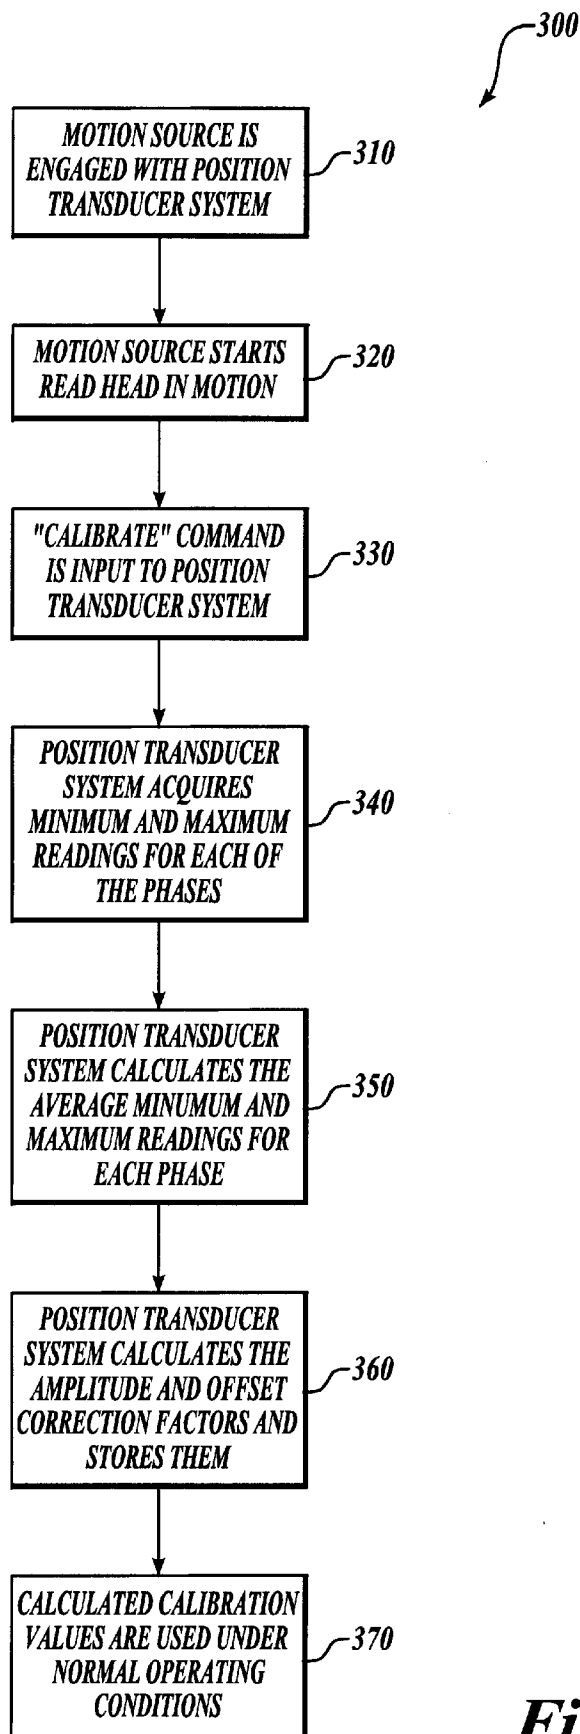 300
MOTION SOURCE IS
ENGAGED WITH POSITION
TRANSDUCER SYSTEM
310
MOTION SOURCE STARTS
READ HEAD IN MOTION
320
"CALIBRATE" COMMAND
IS INPUT TO POSITION
TRANSDUCER SYSTEM
330
POSITION TRANSDUCER
SYSTEM ACQUIRES
MINIMUM AND MAXIMUM
READINGS FOR EACH OF
THE PHASES
340
POSITION TRANSDUCER
SYSTEM CALCULATES THE
AVERAGE MINUMUM AND
MAXIMUM READINGS FOR
EACH PHASE
350
POSITION TRANSDUCER
SYSTEM CALCULATES THE
AMPLITUDE AND OFFSET
CORRECTION FACTORS AND
STORES THEM
360
CALCULATED CALIBRATION
VALUES ARE USED UNDER
NORMAL OPERATING
CONDITIONS
370